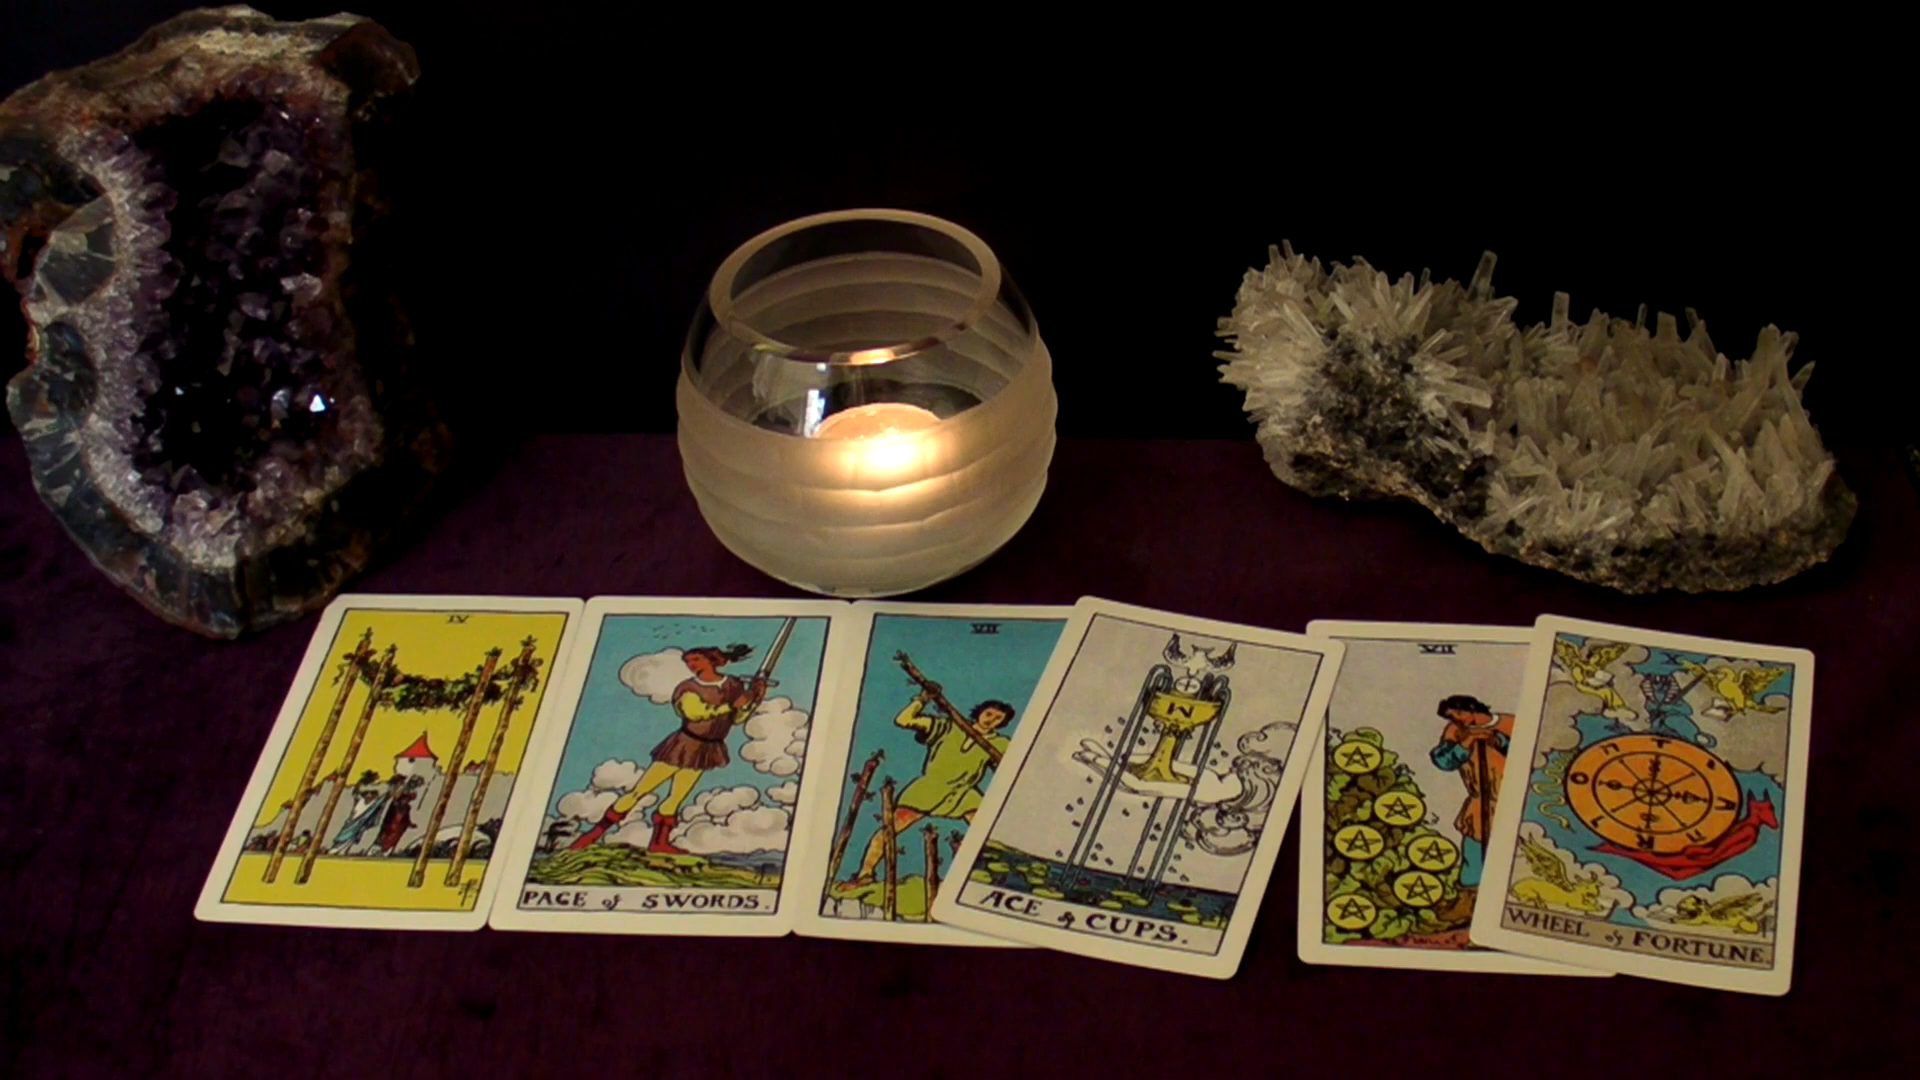 IV
PAGE of SWORDS.
VII
ACE of CUPS.
VII
X
WHEEL of FORTUNE.